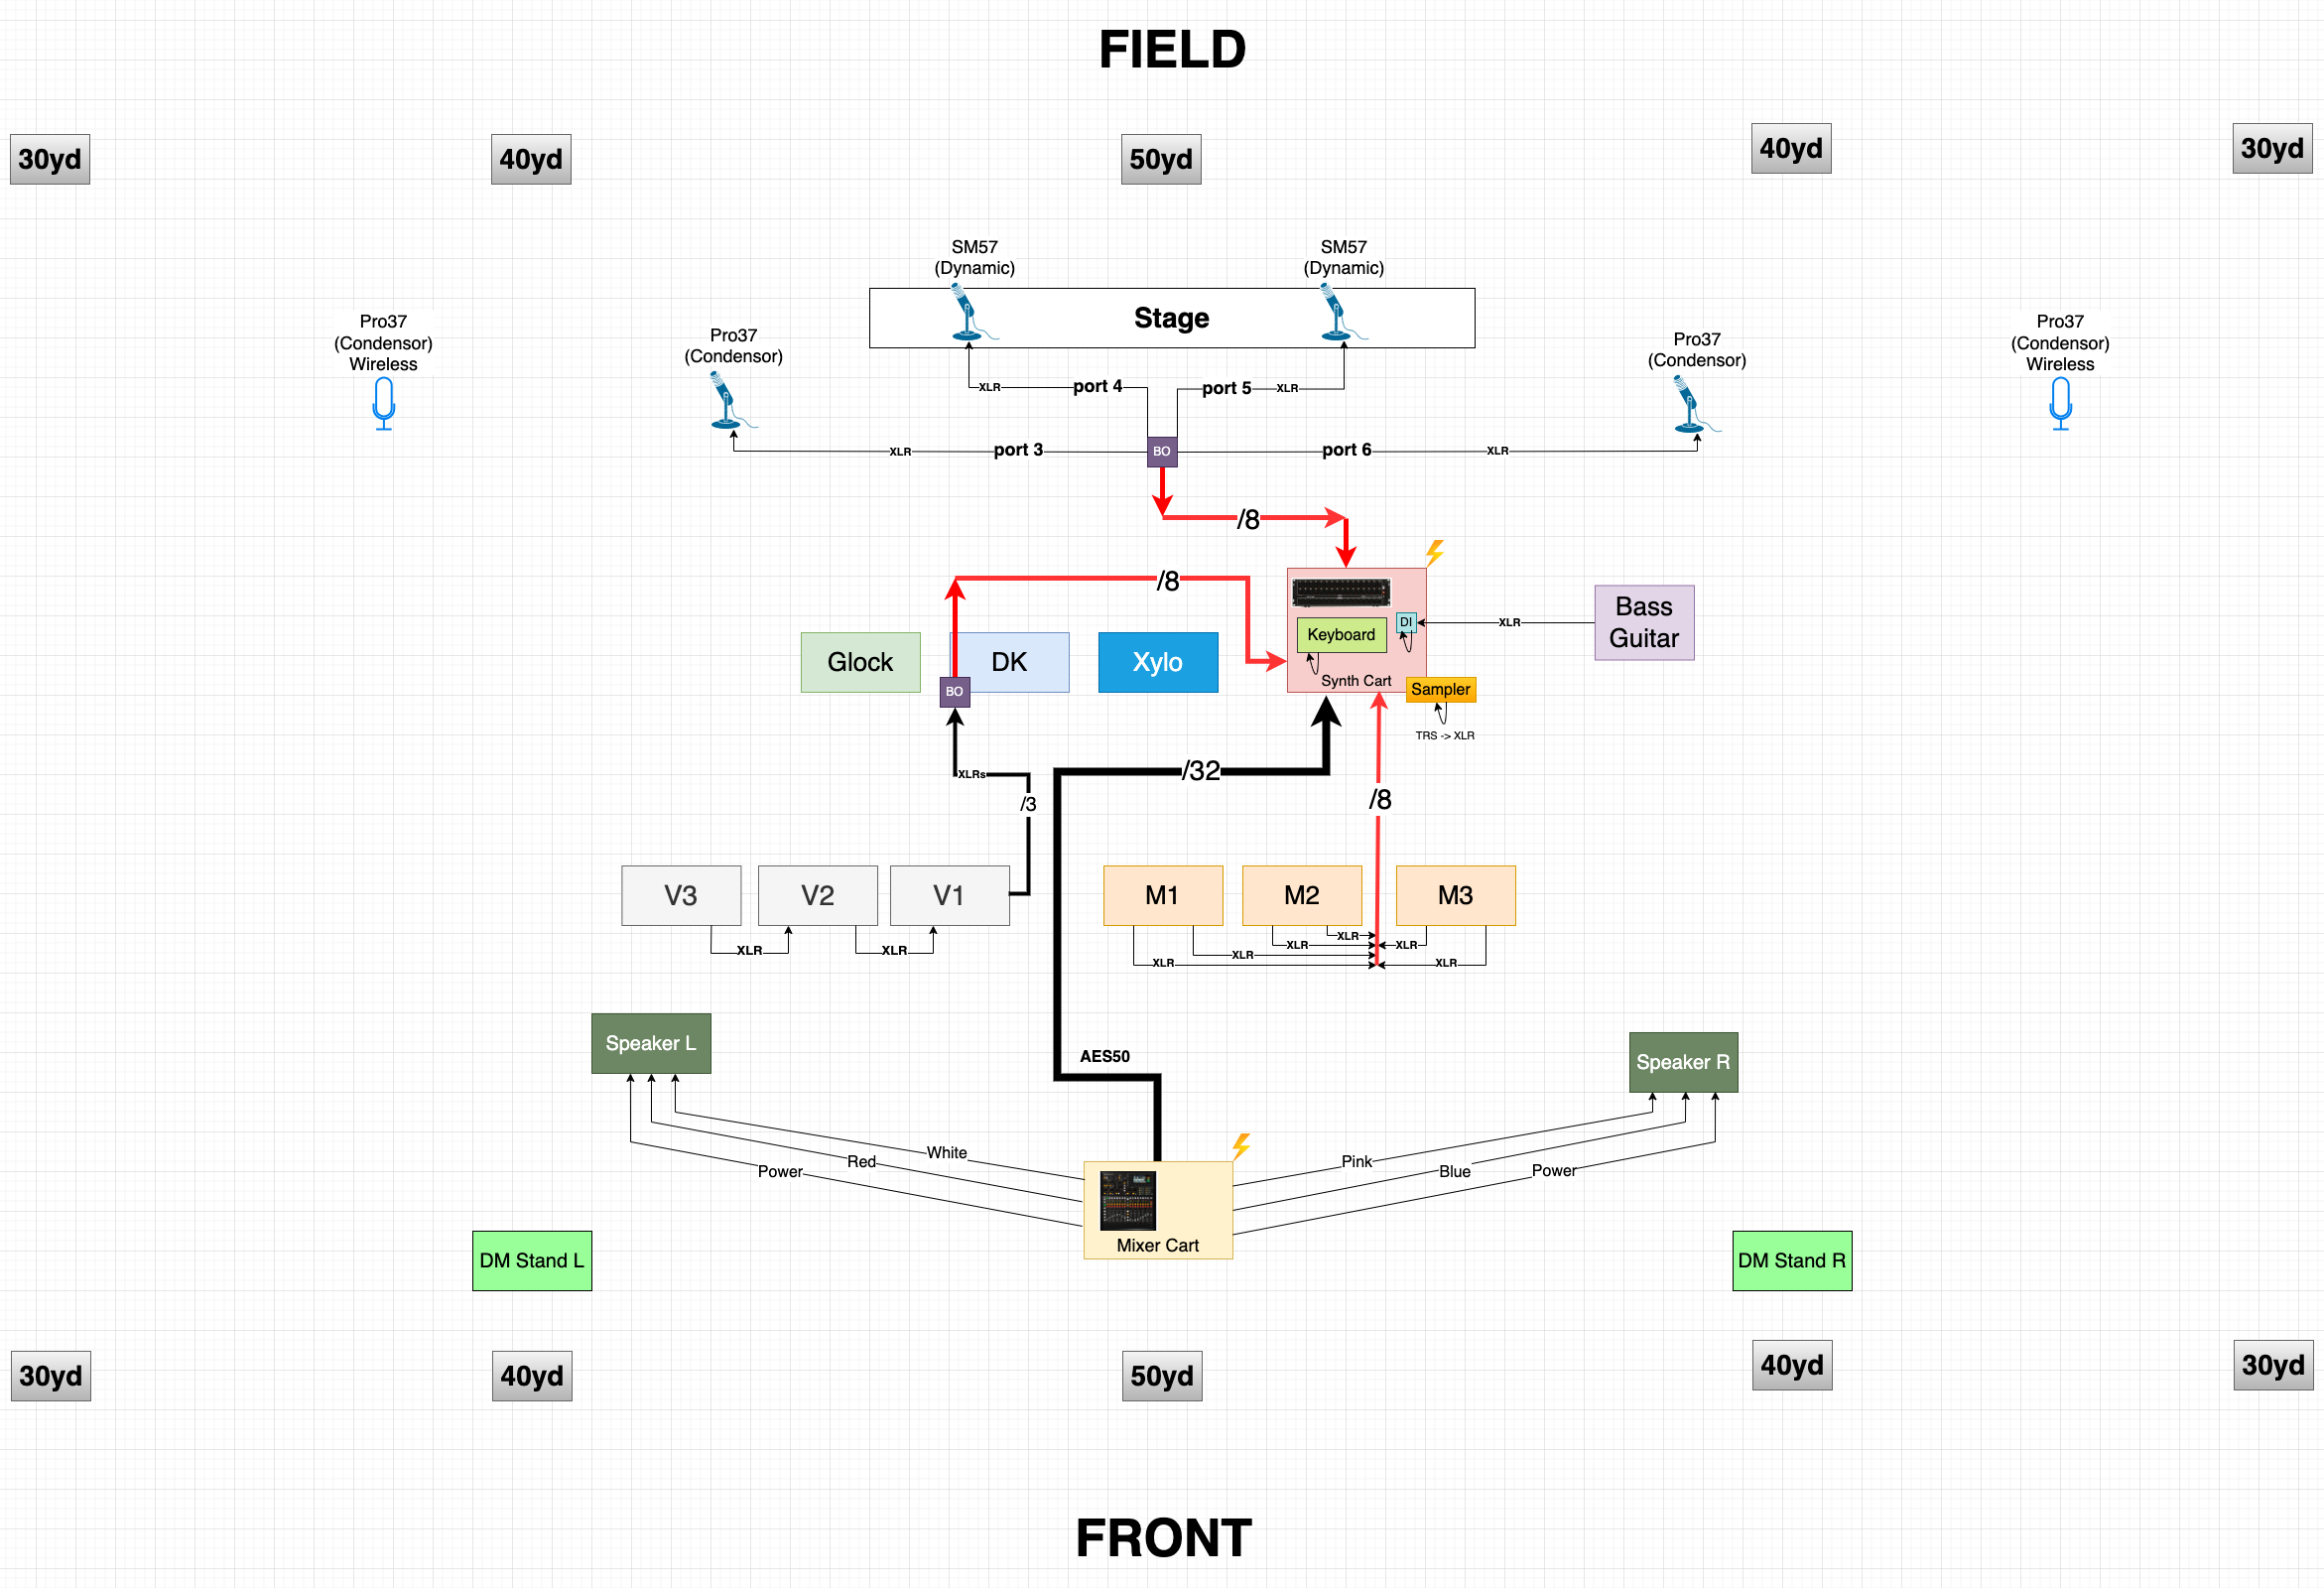 FIELD
30yd
40yd
50yd
40yd
30yd
SM57
(Dynamic)
SM57
(Dynamic)
Stage
Pro37
(Condensor)
Wireless
Pro37
(Condensor)
Pro37
(Condensor)
Pro37
(Condensor)
Wireless
XLR
port 4
port 5
XLR
XLR
port 3
BO
port 6
XLR
/8
/8
Glock
DK
Xylo
BO
Keyboard
DI
Synth Cart
XLR
Bass
Guitar
Sampler
TRS -> XLR
XLRs
/3
/32
/8
V3
V2
V1
M1
M2
M3
XLR
XLR
XLR
XLR
XLR
XLR
XLR
XLR
Speaker L
Speaker R
AES50
White
Red
Power
Pink
Blue
Power
Mixer Cart
DM Stand L
DM Stand R
30yd
40yd
50yd
40yd
30yd
FRONT